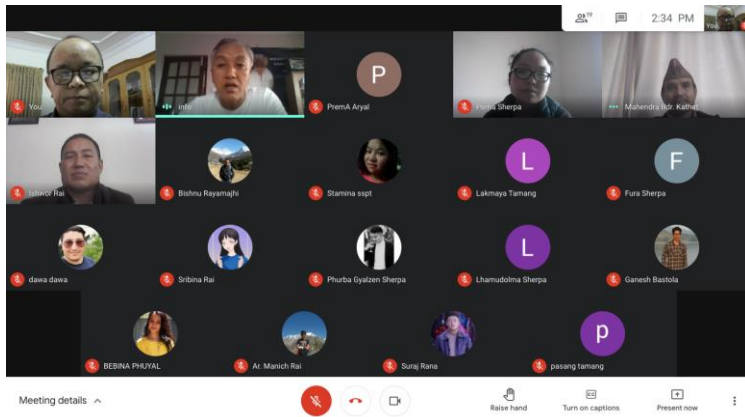 19
2:34 PM
You
You
info
P
PremA Aryal
Pema Sherpa
Mahendra Bdr. Kathet
Ishwor Rai
Bishnu Rayamajhi
Stamina sspt
L
Lakmaya Tamang
F
Fura Sherpa
dawa dawa
Sribina Rai
Phurba Gyalzen Sherpa
L
Lhamudolma Sherpa
Ganesh Bastola
BEBINA PHUYAL
Ar. Manich Rai
Suraj Rana
p
pasang tamang
Meeting details
Raise hand
Turn on captions
Present now